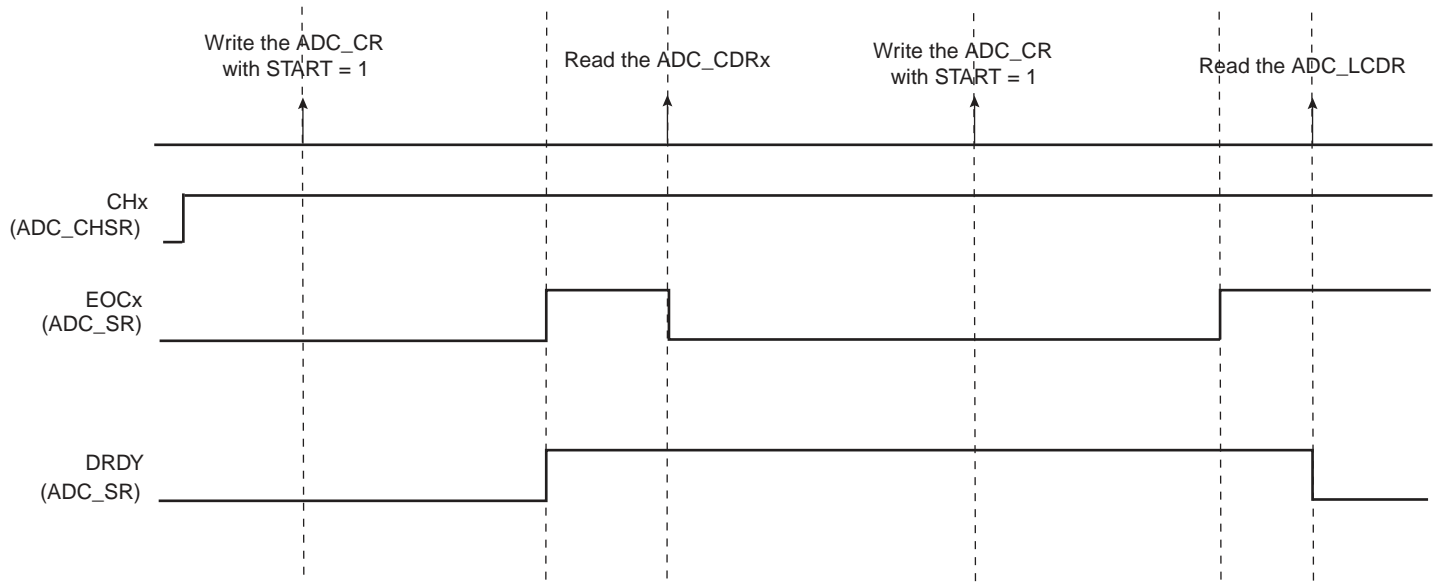 Write the ADC_CR
with START = 1
Read the ADC_CDRx
Write the ADC_CR
with START = 1
Read the ADC_LCDR
CHx
(ADC_CHSR)
EOCx
(ADC_SR)
DRDY
(ADC_SR)